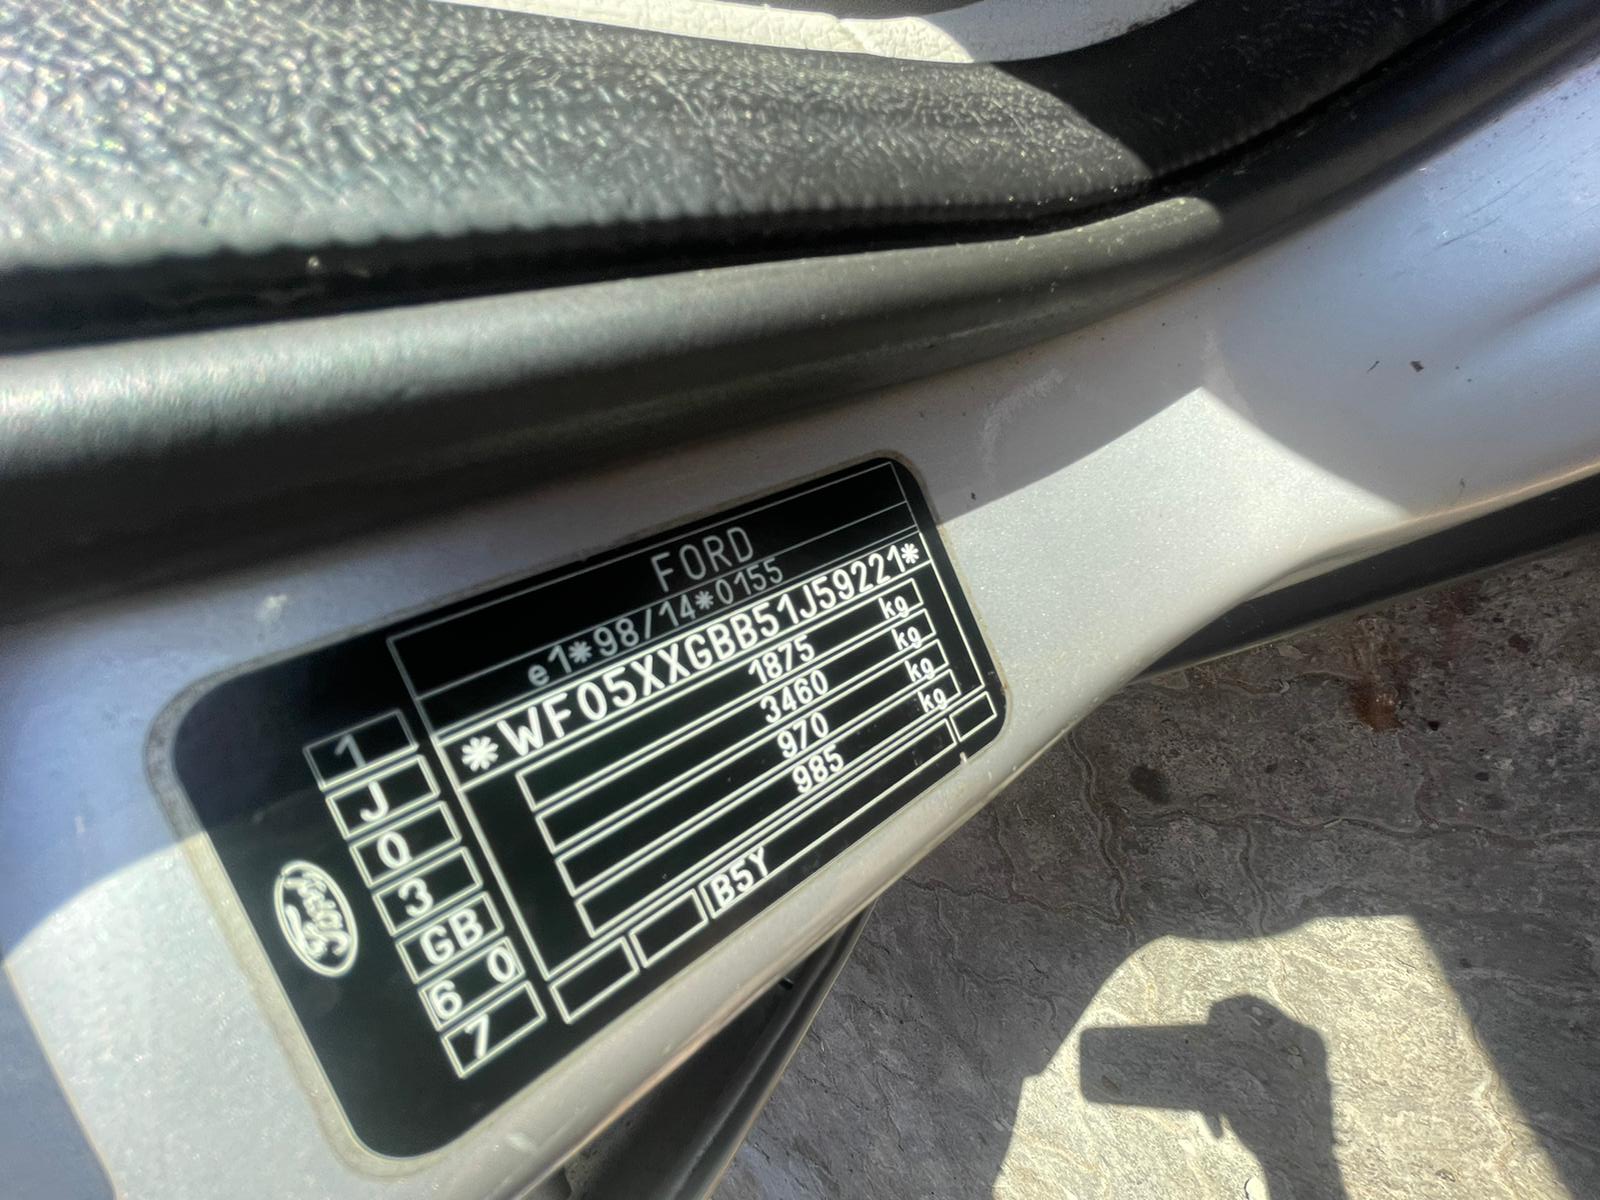 FORD
e1*98/14*0155
*WF05XXGBB51J59221*
1875 kg
3460 kg
970 kg
985 kg
B5Y
1
J
0
3
GB
6 0
7
Ford